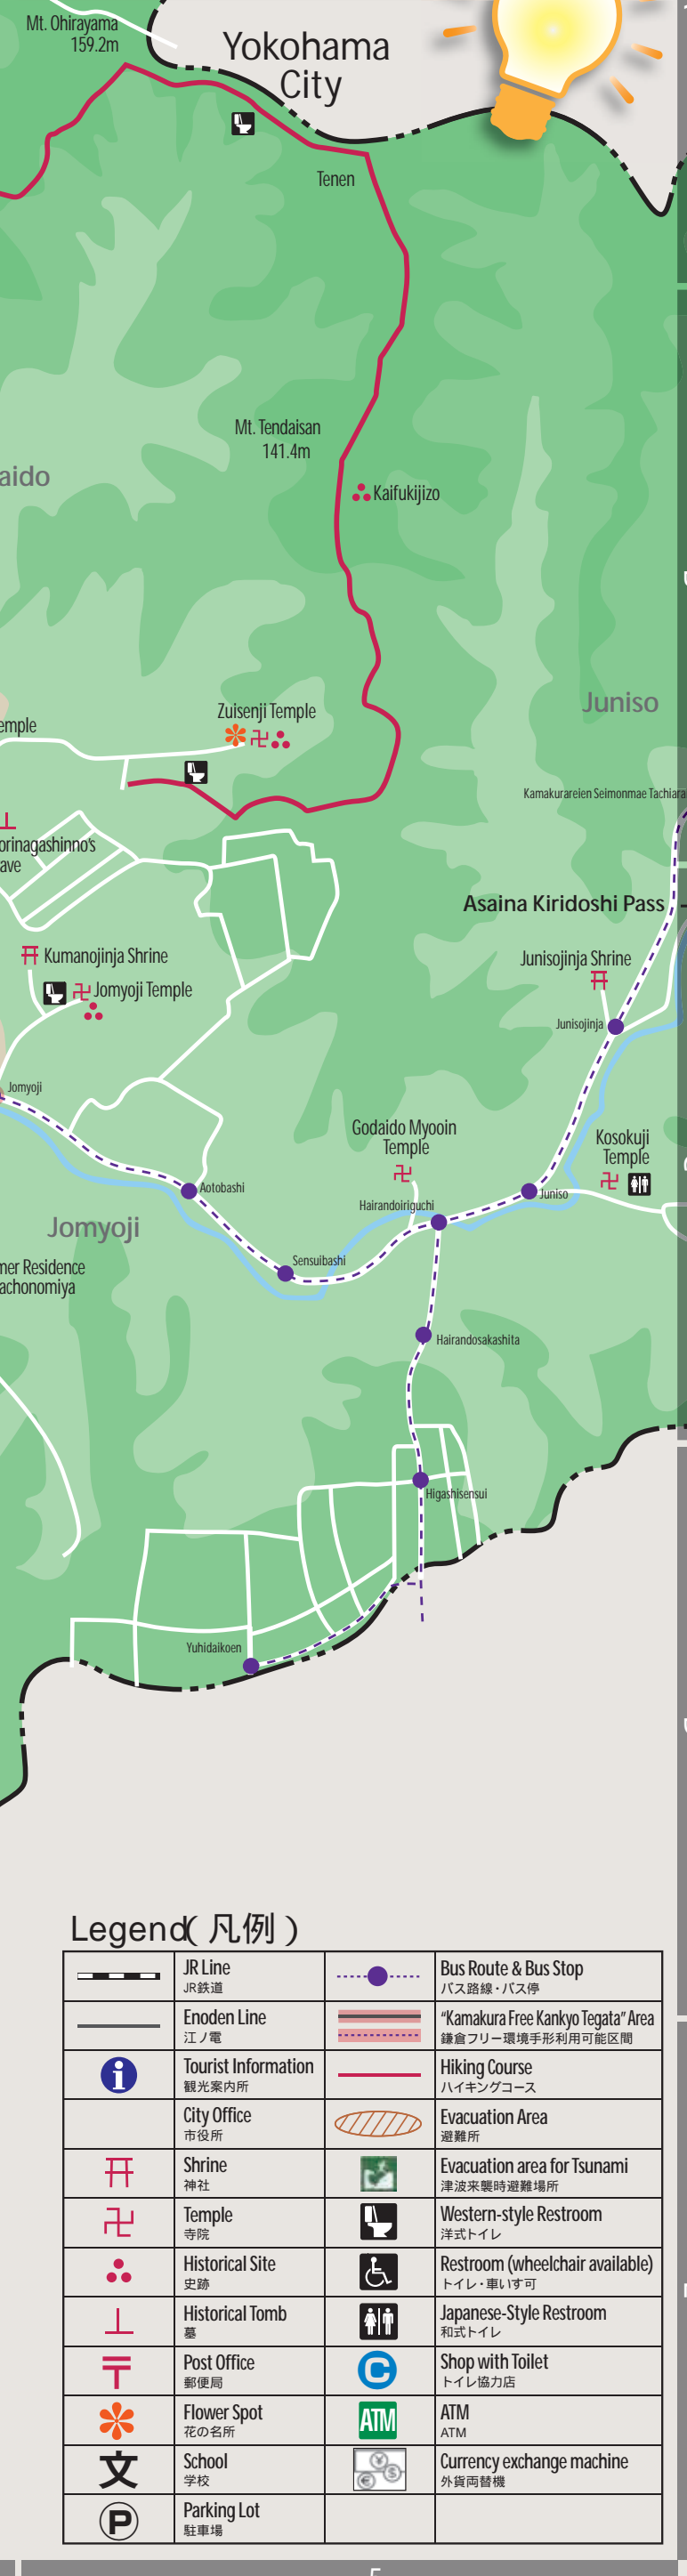 Mt. Ohirayama
159.2m
Yokohama
City
Tenen
Mt. Tendaisan
141.4m
aido
Kaifukijizo
Juniso
Zuisenji Temple
emple
Kamakurareien Seimonmae Tachiara
orinagashinno's
ave
Asaina Kiridoshi Pass
Kumanojinja Shrine
Junisojinja Shrine
Jomyoji Temple
Junisojinja
Jomyoji
Godaido Myooin
Temple
Kosokuji
Temple
Aotobashi
Juniso
Hairandoiriguchi
Jomyoji
Sensuibashi
mer Residence
achonomiya
Hairandosakashita
Higashisensui
Yuhidaikoen
Legend(凡例)
JR Line
JR鉄道
Bus Route & Bus Stop
バス路線・バス停
Enoden Line
江ノ電
"Kamakura Free Kankyo Tegata" Area
鎌倉フリー環境手形利用可能区間
Tourist Information
観光案内所
Hiking Course
ハイキングコース
City Office
市役所
Evacuation Area
避難所
Shrine
神社
Evacuation area for Tsunami
津波来襲時避難場所
Temple
寺院
Western-style Restroom
洋式トイレ
Historical Site
史跡
Restroom (wheelchair available)
トイレ・車いす可
Historical Tomb
墓
Japanese-Style Restroom
和式トイレ
Post Office
郵便局
C
Shop with Toilet
トイレ協力店
Flower Spot
花の名所
ATM
ATM
ATM
文
School
学校
Currency exchange machine
外貨両替機
P
Parking Lot
駐車場